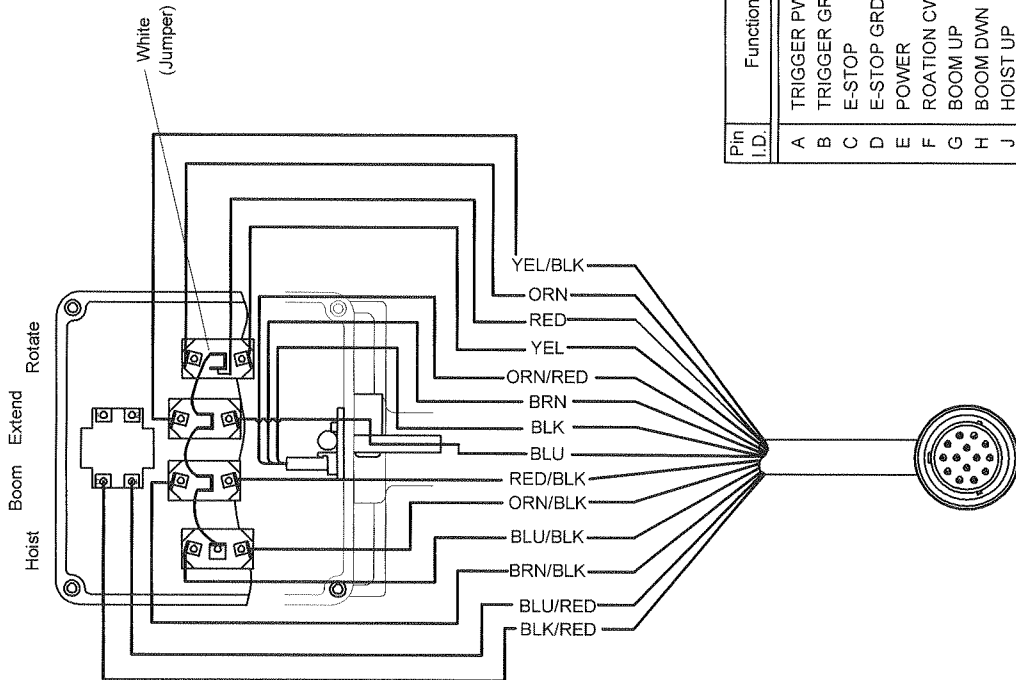 White
(Jumper)
Hoist
Boom
Extend
Rotate
YEL/BLK
ORN
RED
YEL
ORN/RED
BRN
BLK
BLU
RED/BLK
ORN/BLK
BLU/BLK
BRN/BLK
BLU/RED
BLK/RED
Pin I.D. Function
A TRIGGER PW
B TRIGGER GR
C E-STOP
D E-STOP GRD
E POWER
F ROATION CV
G BOOM UP
H BOOM DWN
J HOIST UP